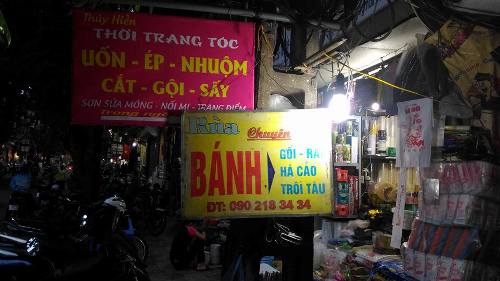 Thúy Hiền
THỜI TRANG TÓC
UỐN - ÉP - NHUỘM
CẮT - GỘI - SẤY
SƠN SỬA MÓNG - NỐI MI - TRANG ĐIỂM
Rùa
Chuyên
BÁNH
GỐI - RÁN
HÁ CẢO
TRÔI TÀU
ĐT: 090 218 34 34